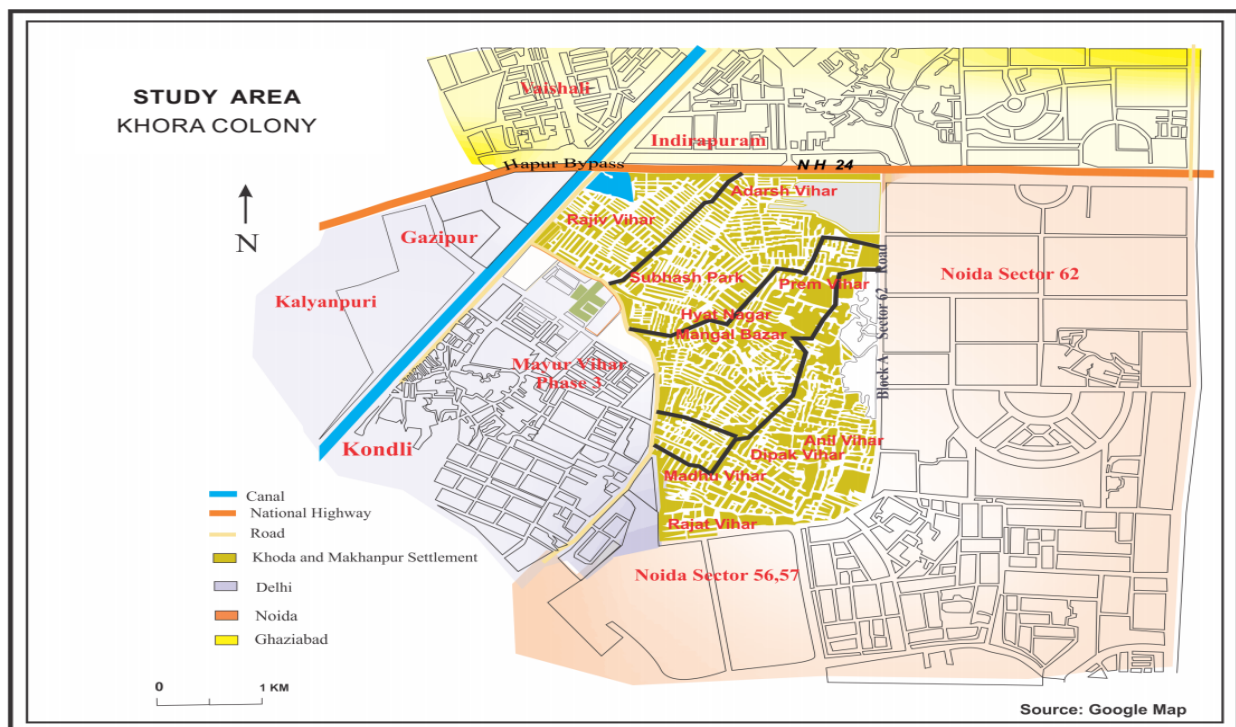 STUDY AREA
KHORA COLONY
Vaishali
Indirapuram
Hapur Bypass
N H 24
N
Adarsh Vihar
Rajiv Vihar
Gazipur
Kalyanpuri
Subhash Park
Prem Vihar
Noida Sector 62
Hyat Nagar
Mangal Bazar
Block A Sector 62 Road
Mayur Vihar
Phase 3
Kondli
Anil Vihar
Dipak Vihar
Madhu Vihar
Rajat Vihar
Noida Sector 56,57
Canal
National Highway
Road
Khoda and Makhanpur Settlement
Delhi
Noida
Ghaziabad
0 1 KM
Source: Google Map